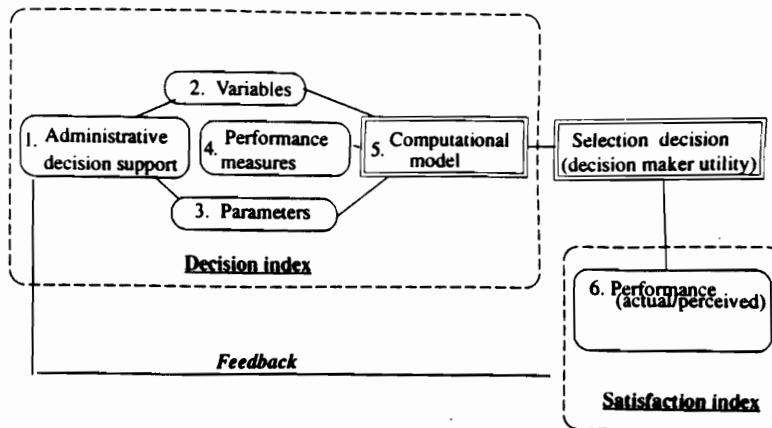 2. Variables
1. Administrative
decision support
4. Performance
measures
5. Computational
model
Selection decision
(decision maker utility)
3. Parameters
Decision index
6. Performance
(actual/perceived)
Feedback
Satisfaction index